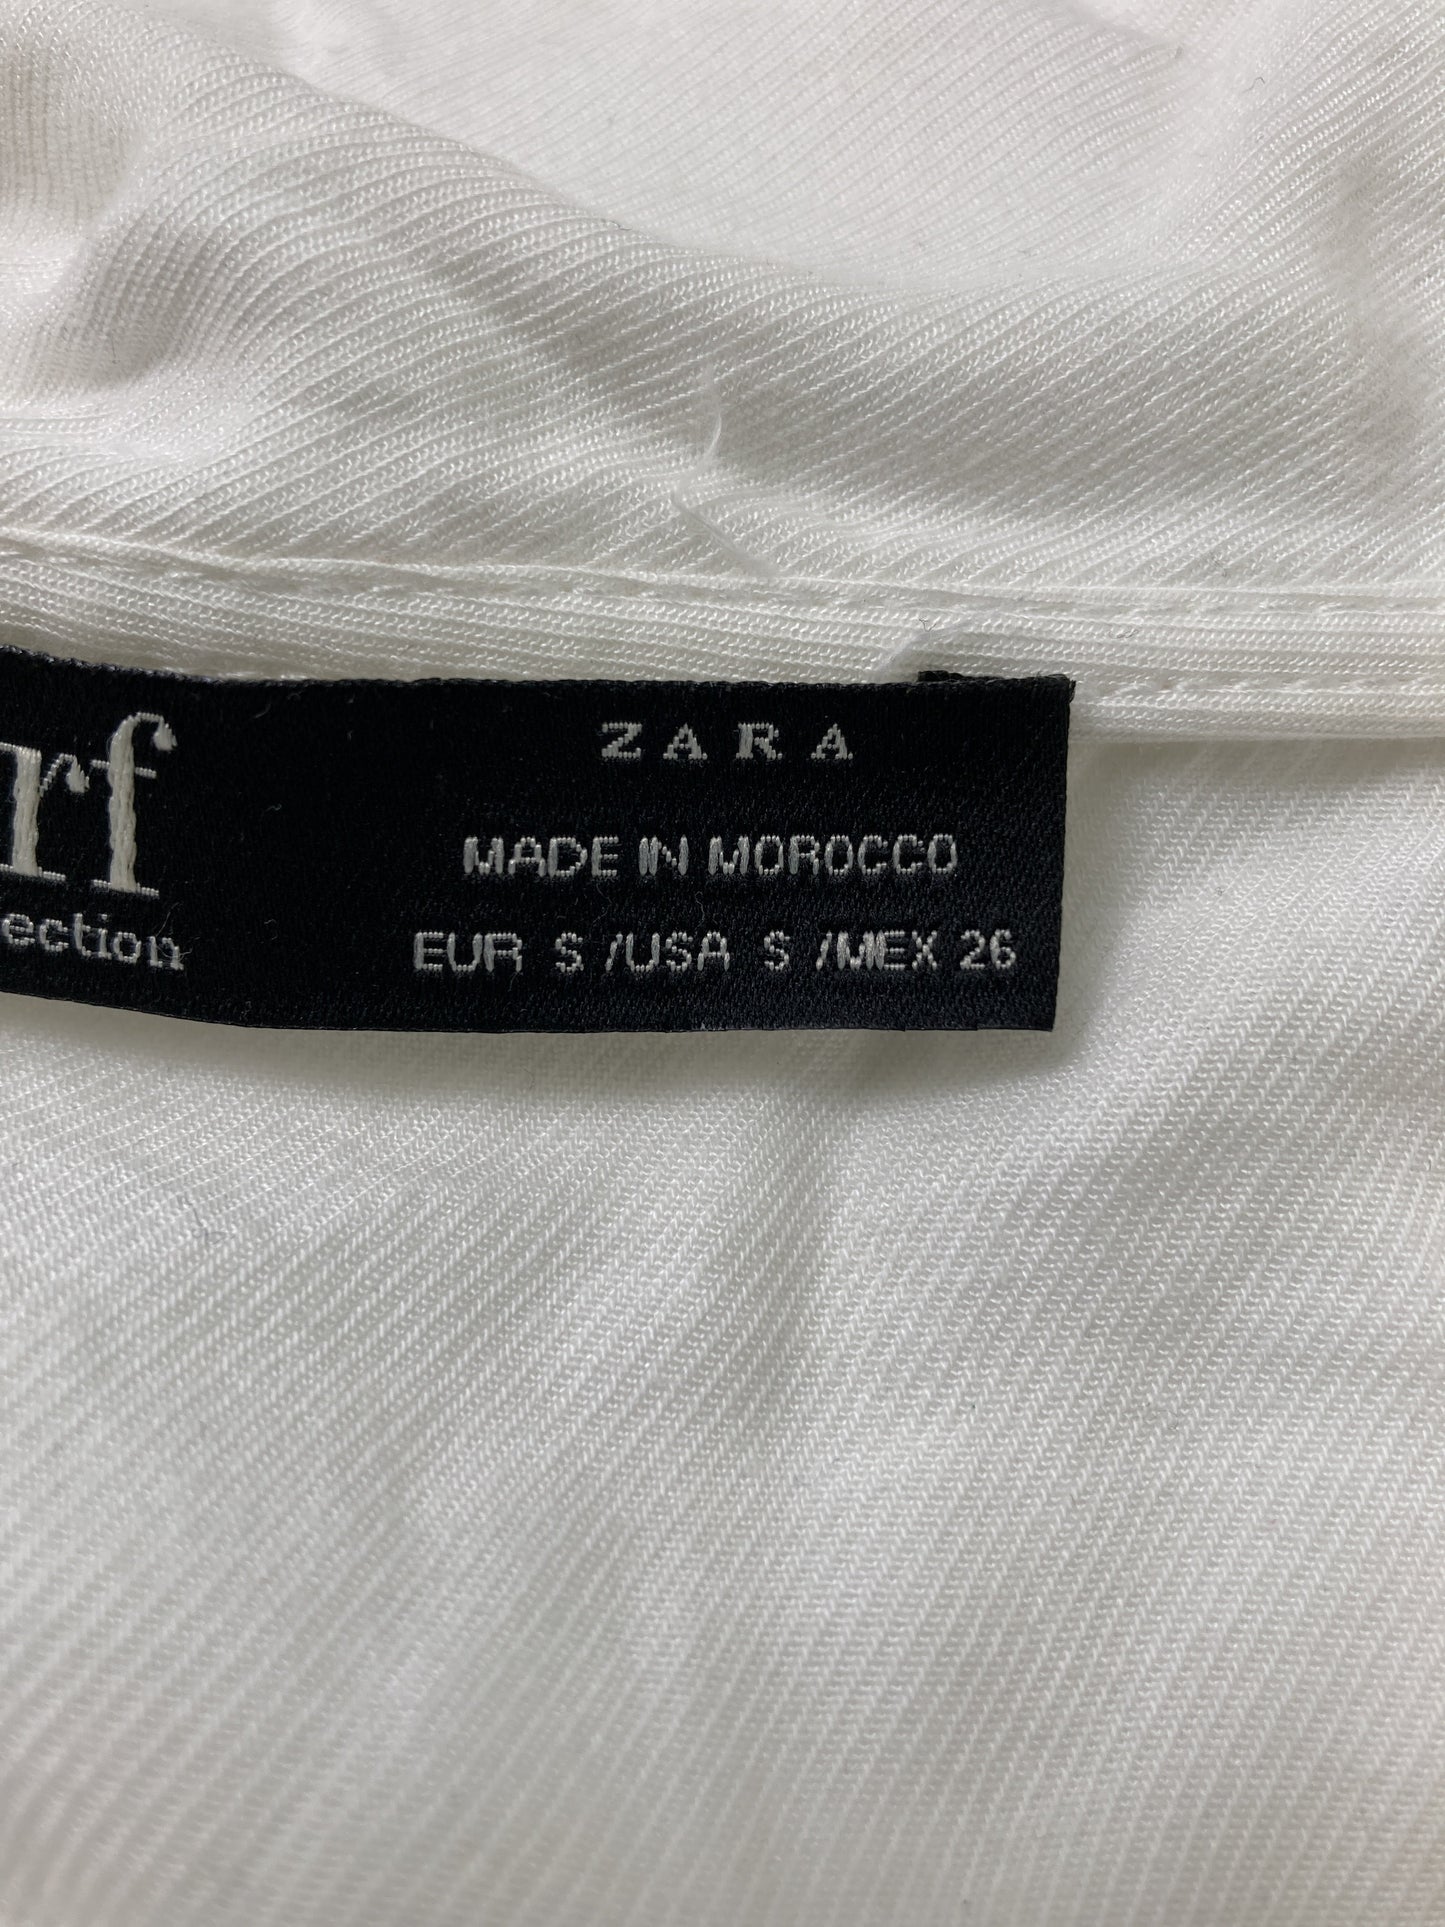 rf
ection
ZARA
MADE IN MOROCCO
EUR S /USA S /MEX 26